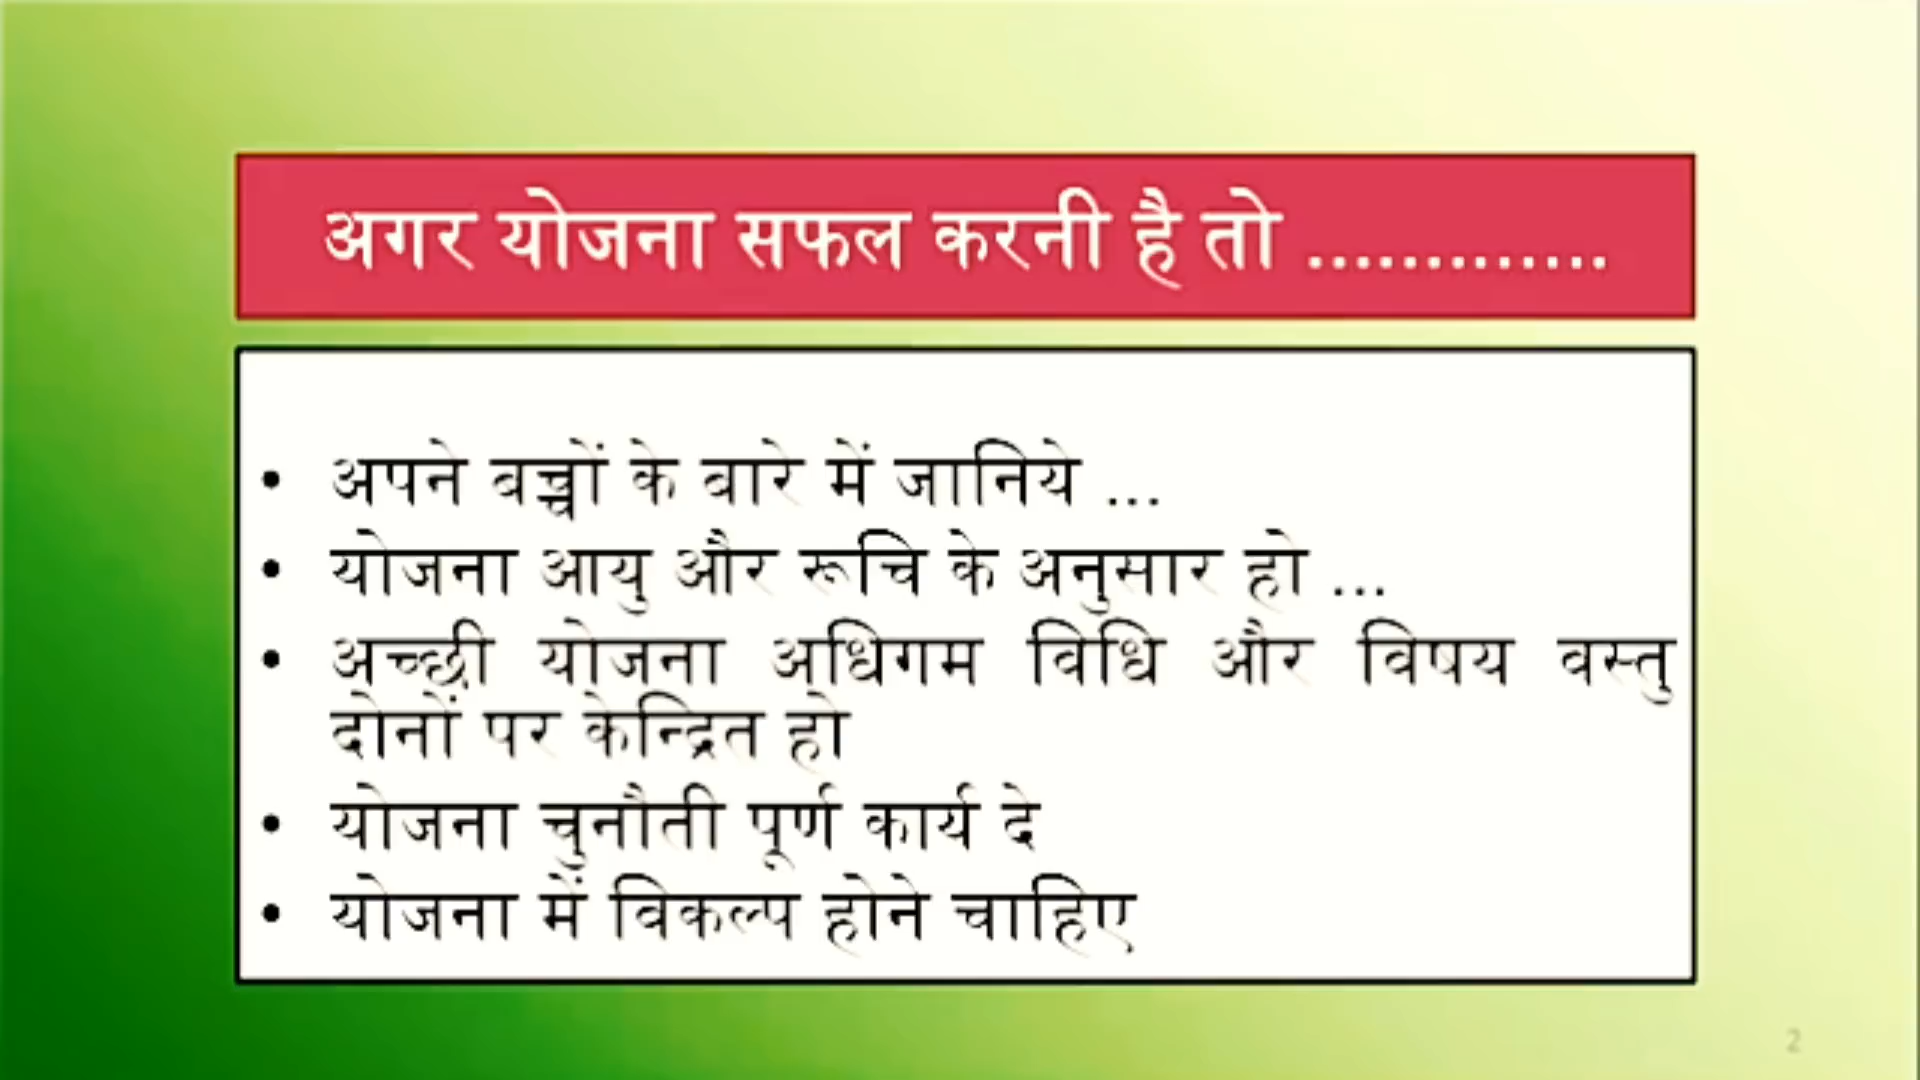 अगर योजना सफल करनी है तो .............
• अपने बच्चों के बारे में जानिये ...
• योजना आयु और रूचि के अनुसार हो ...
• अच्छी योजना अधिगम विधि और विषय वस्तु
दोनों पर केन्द्रित हो
• योजना चुनौती पूर्ण कार्य दे
• योजना में विकल्प होने चाहिए
2